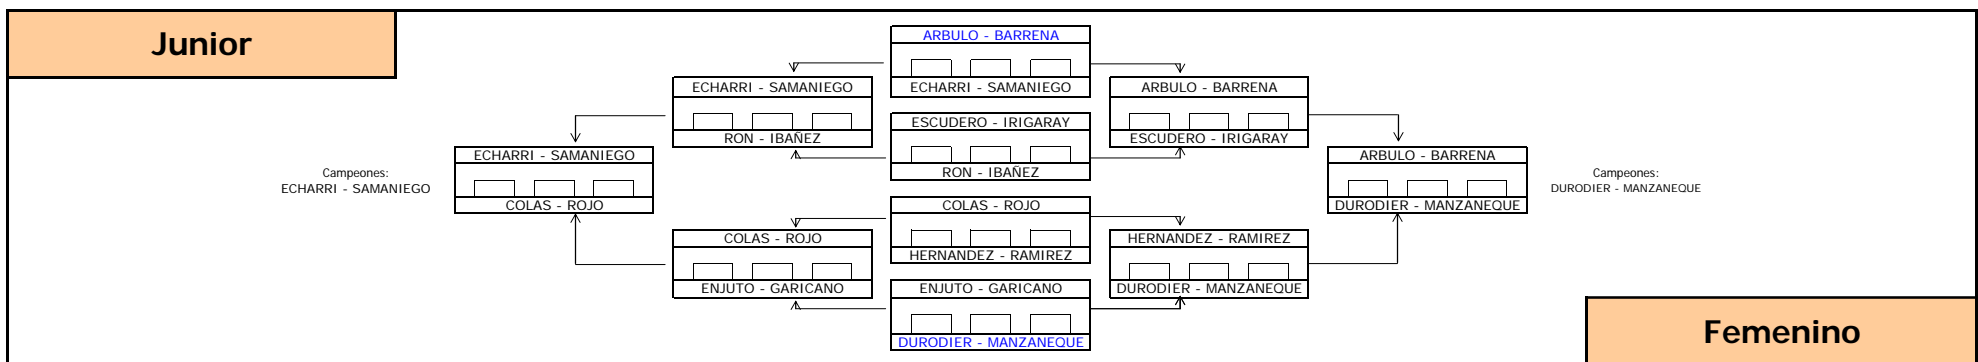 Junior
ARBULO - BARRENA
ECHARRI - SAMANIEGO
ECHARRI - SAMANIEGO
RON - IBAÑEZ
ARBULO - BARRENA
ESCUDERO - IRIGARAY
ESCUDERO - IRIGARAY
RON - IBAÑEZ
ECHARRI - SAMANIEGO
COLAS - ROJO
Campeones:
ECHARRI - SAMANIEGO
ARBULO - BARRENA
DURODIER - MANZANEQUE
Campeones:
DURODIER - MANZANEQUE
COLAS - ROJO
HERNANDEZ - RAMIREZ
COLAS - ROJO
ENJUTO - GARICANO
HERNANDEZ - RAMIREZ
DURODIER - MANZANEQUE
ENJUTO - GARICANO
DURODIER - MANZANEQUE
Femenino